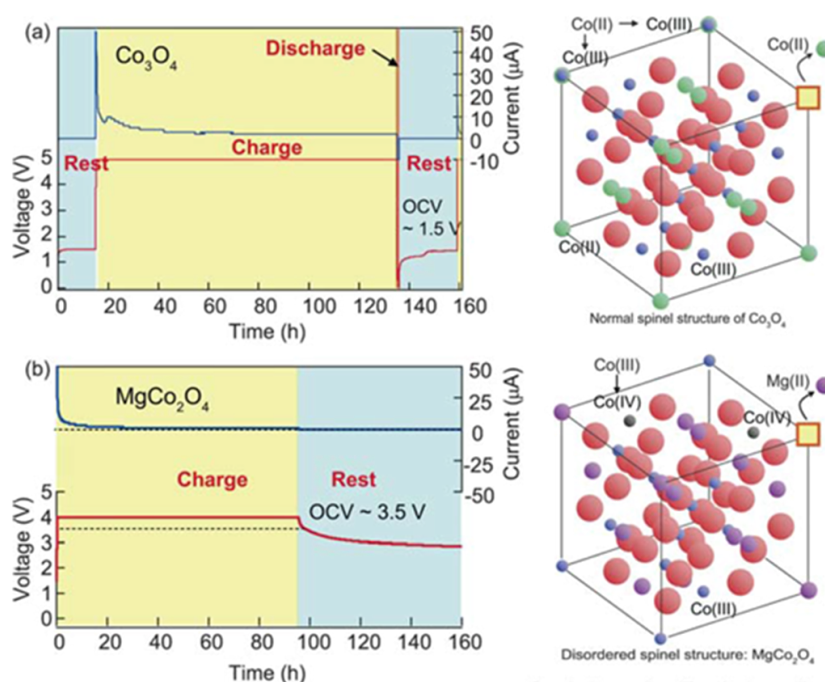 (a)
Co₃O₄
Discharge
Rest
Charge
Rest
OCV
~ 1.5 V
50
40
30
20
10
0
-10
Current (μA)
5
4
3
2
1
0
Voltage (V)
0
20
40
60
80
100
120
140
160
Time (h)
Co(II) → Co(III)
Co(III)
Co(II)
Co(II)
Co(III)
Normal spinel structure of Co₃O₄
(b)
MgCo₂O₄
Charge
Rest
OCV ~ 3.5 V
50
25
0
-25
-50
Current (μA)
5
4
3
2
1
0
Voltage (V)
0
20
40
60
80
100
120
140
160
Time (h)
Co(III)
Co(IV)
Mg(II)
Co(IV)
Co(III)
Disordered spinel structure: MgCo₂O₄